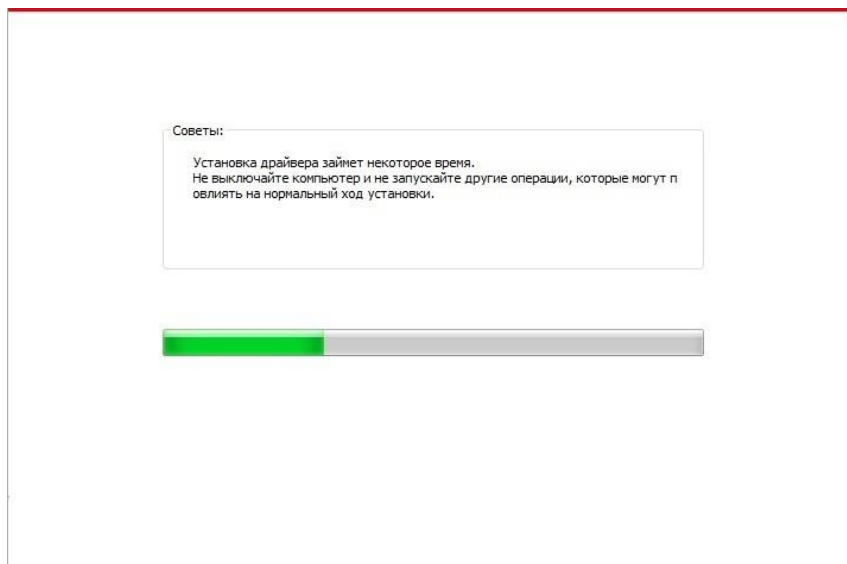 Советы:
Установка драйвера займет некоторое время.
Не выключайте компьютер и не запускайте другие операции, которые могут п
овлиять на нормальный ход установки.